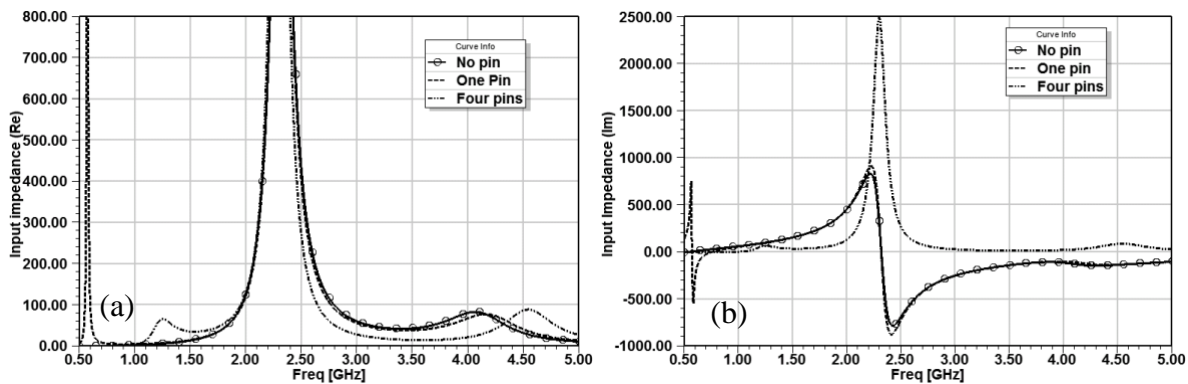 800.00
700.00
600.00
500.00
400.00
300.00
200.00
100.00
0.00
Input impedance (Re)
0.50 1.00 1.50 2.00 2.50 3.00 3.50 4.00 4.50 5.00
Freq [GHz]
Curve Info
No pin
One Pin
Four pins
(a)
2500
2000
1500
1000
500.00
0.00
-500.00
-1000.00
Input Impedance (Im)
0.50 1.00 1.50 2.00 2.50 3.00 3.50 4.00 4.50 5.00
Freq [GHz]
Curve Info
No pin
One pin
Four pins
(b)